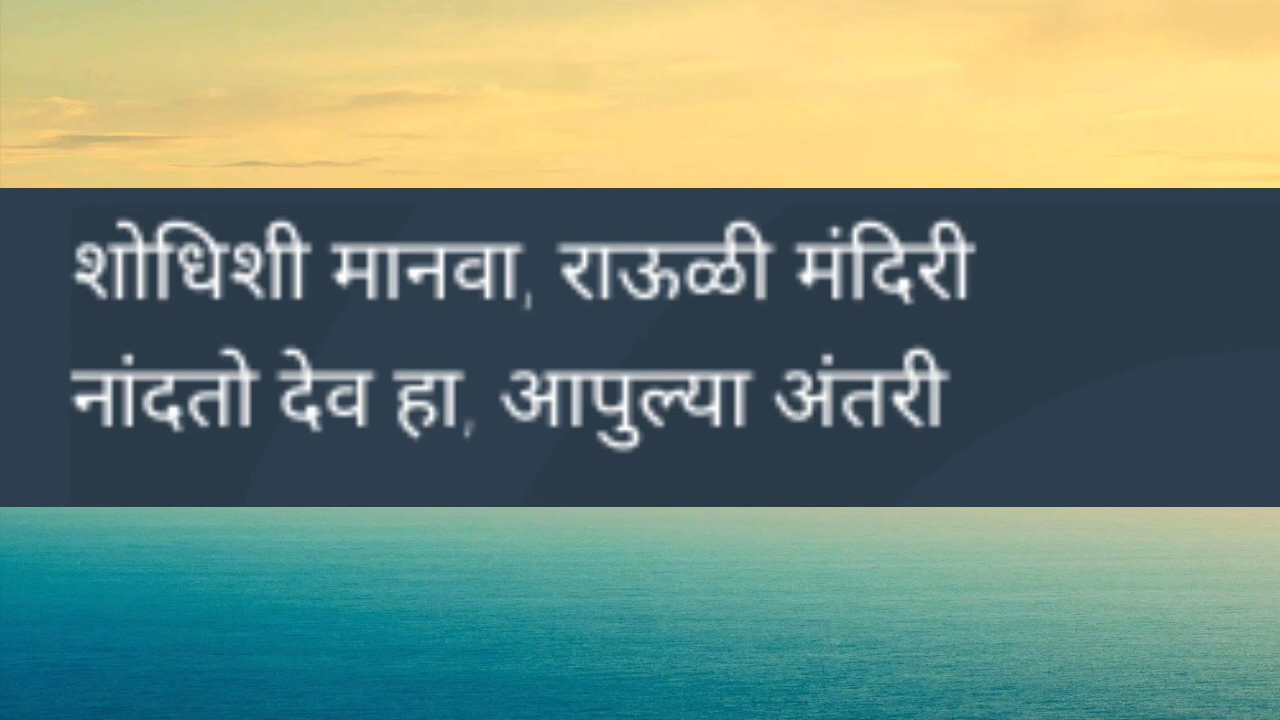 शोधिशी मानवा, राऊळी मंदिरी
नांदतो देव हा, आपुल्या अंतरी